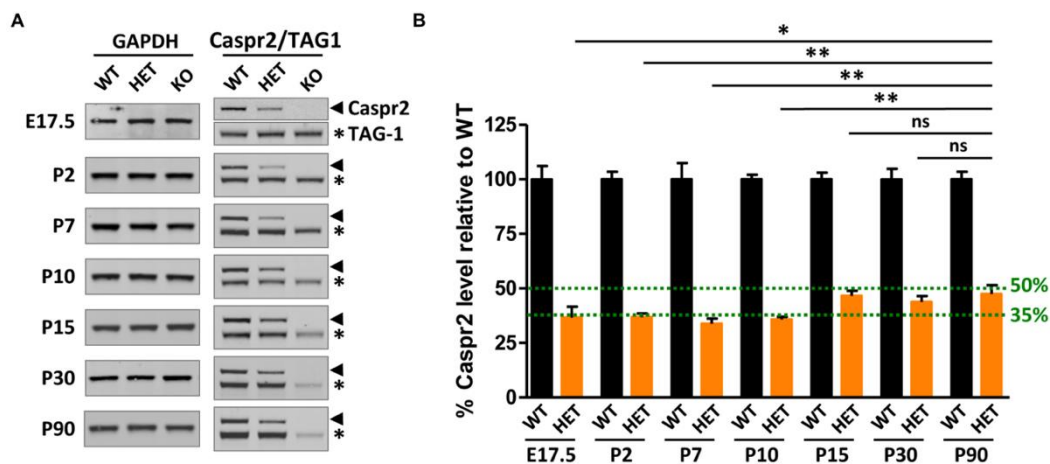 A
GAPDH
Caspr2/TAG1
WT HET KO
WT HET KO
E17.5
◄ Caspr2
* TAG-1
P2
◄
*
P7
◄
*
P10
◄
*
P15
◄
*
P30
◄
*
P90
◄
*
B
*
**
**
**
ns
ns
% Caspr2 level relative to WT
125
100
75
50
25
0
50%
35%
WT HET WT HET WT HET WT HET WT HET WT HET WT HET
E17.5 P2 P7 P10 P15 P30 P90